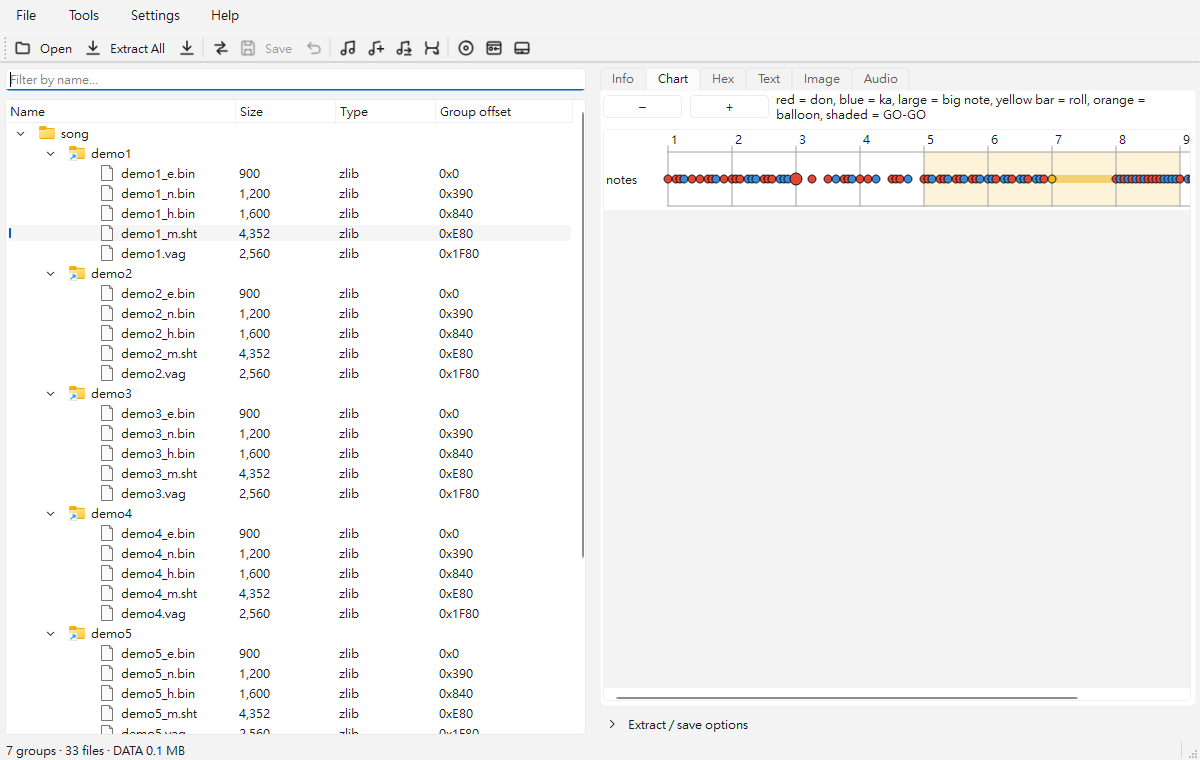 File Tools Settings Help
Open Extract All Save
Filter by name...
Name Size Type Group offset
song
demo1
demo1_e.bin 900 zlib 0x0
demo1_n.bin 1,200 zlib 0x390
demo1_h.bin 1,600 zlib 0x840
demo1_m.sht 4,352 zlib 0xE80
demo1.vag 2,560 zlib 0x1F80
demo2
demo2_e.bin 900 zlib 0x0
demo2_n.bin 1,200 zlib 0x390
demo2_h.bin 1,600 zlib 0x840
demo2_m.sht 4,352 zlib 0xE80
demo2.vag 2,560 zlib 0x1F80
demo3
demo3_e.bin 900 zlib 0x0
demo3_n.bin 1,200 zlib 0x390
demo3_h.bin 1,600 zlib 0x840
demo3_m.sht 4,352 zlib 0xE80
demo3.vag 2,560 zlib 0x1F80
demo4
demo4_e.bin 900 zlib 0x0
demo4_n.bin 1,200 zlib 0x390
demo4_h.bin 1,600 zlib 0x840
demo4_m.sht 4,352 zlib 0xE80
demo4.vag 2,560 zlib 0x1F80
demo5
demo5_e.bin 900 zlib 0x0
demo5_n.bin 1,200 zlib 0x390
demo5_h.bin 1,600 zlib 0x840
demo5_m.sht 4,352 zlib 0xE80
demo5.vag 2,560 zlib 0x1F80
Info Chart Hex Text Image Audio
− + red = don, blue = ka, large = big note, yellow bar = roll, orange =
balloon, shaded = GO-GO
1 2 3 4 5 6 7 8 9
notes
Extract / save options
7 groups · 33 files · DATA 0.1 MB